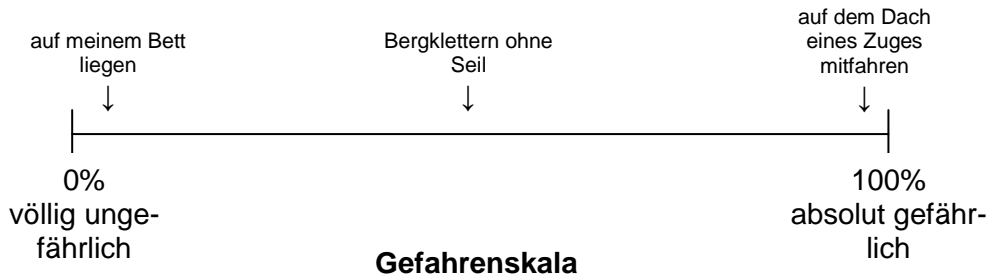 auf meinem Bett
liegen
↓
Bergklettern ohne
Seil
↓
auf dem Dach
eines Zuges
mitfahren
↓
0%
völlig unge-
fährlich
100%
absolut gefähr-
lich
Gefahrenskala